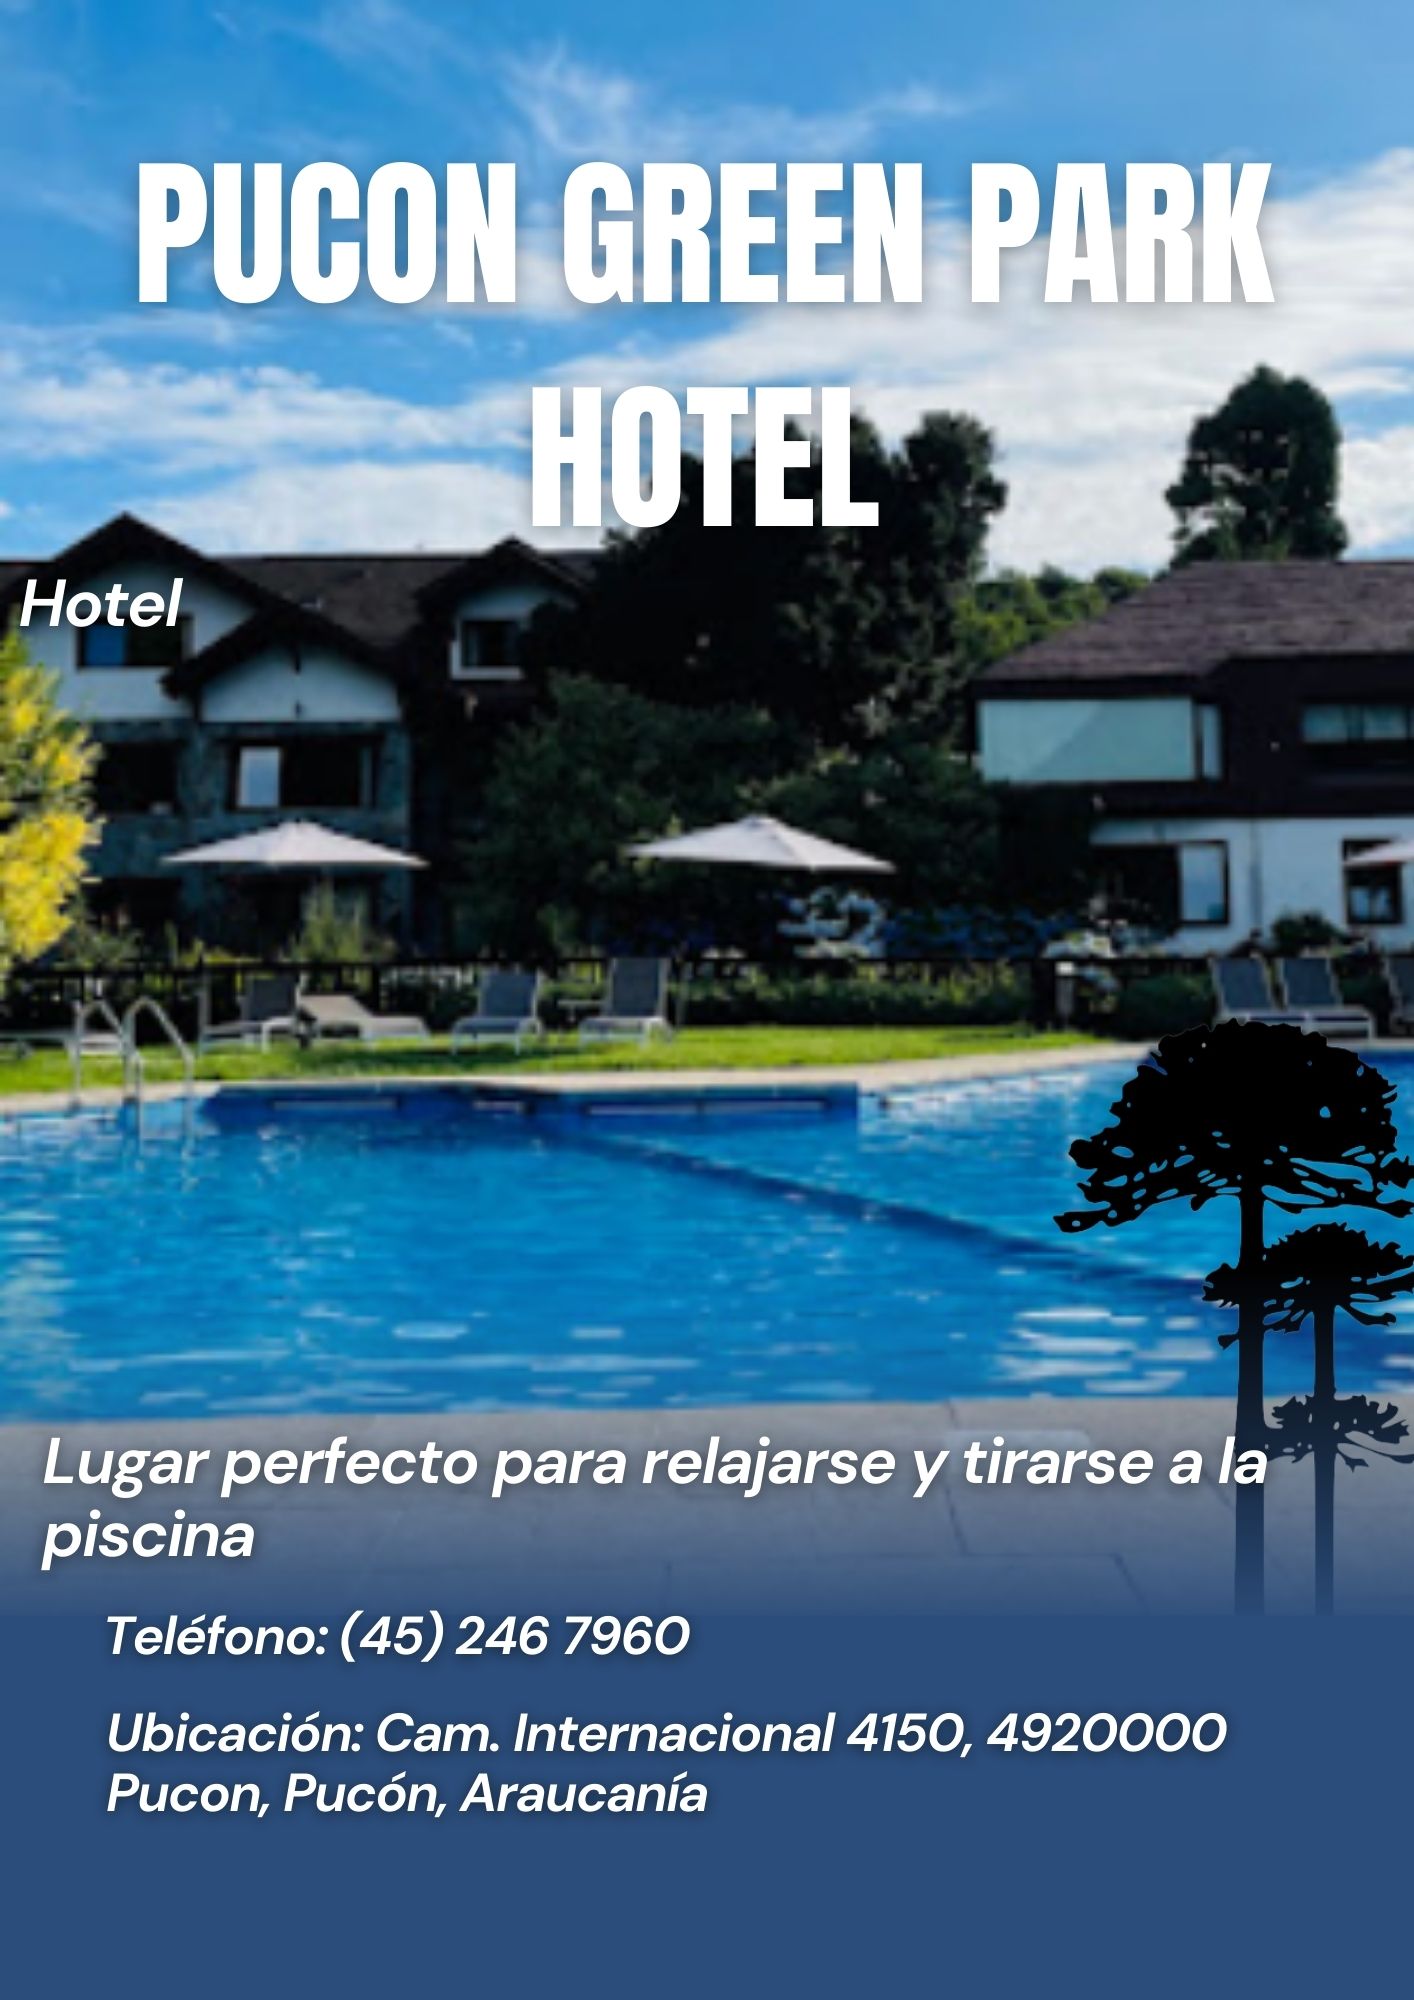 PUCON GREEN PARK
HOTEL
Hotel
Lugar perfecto para relajarse y tirarse a la
piscina
Teléfono: (45) 246 7960
Ubicación: Cam. Internacional 4150, 4920000
Pucon, Pucón, Araucanía